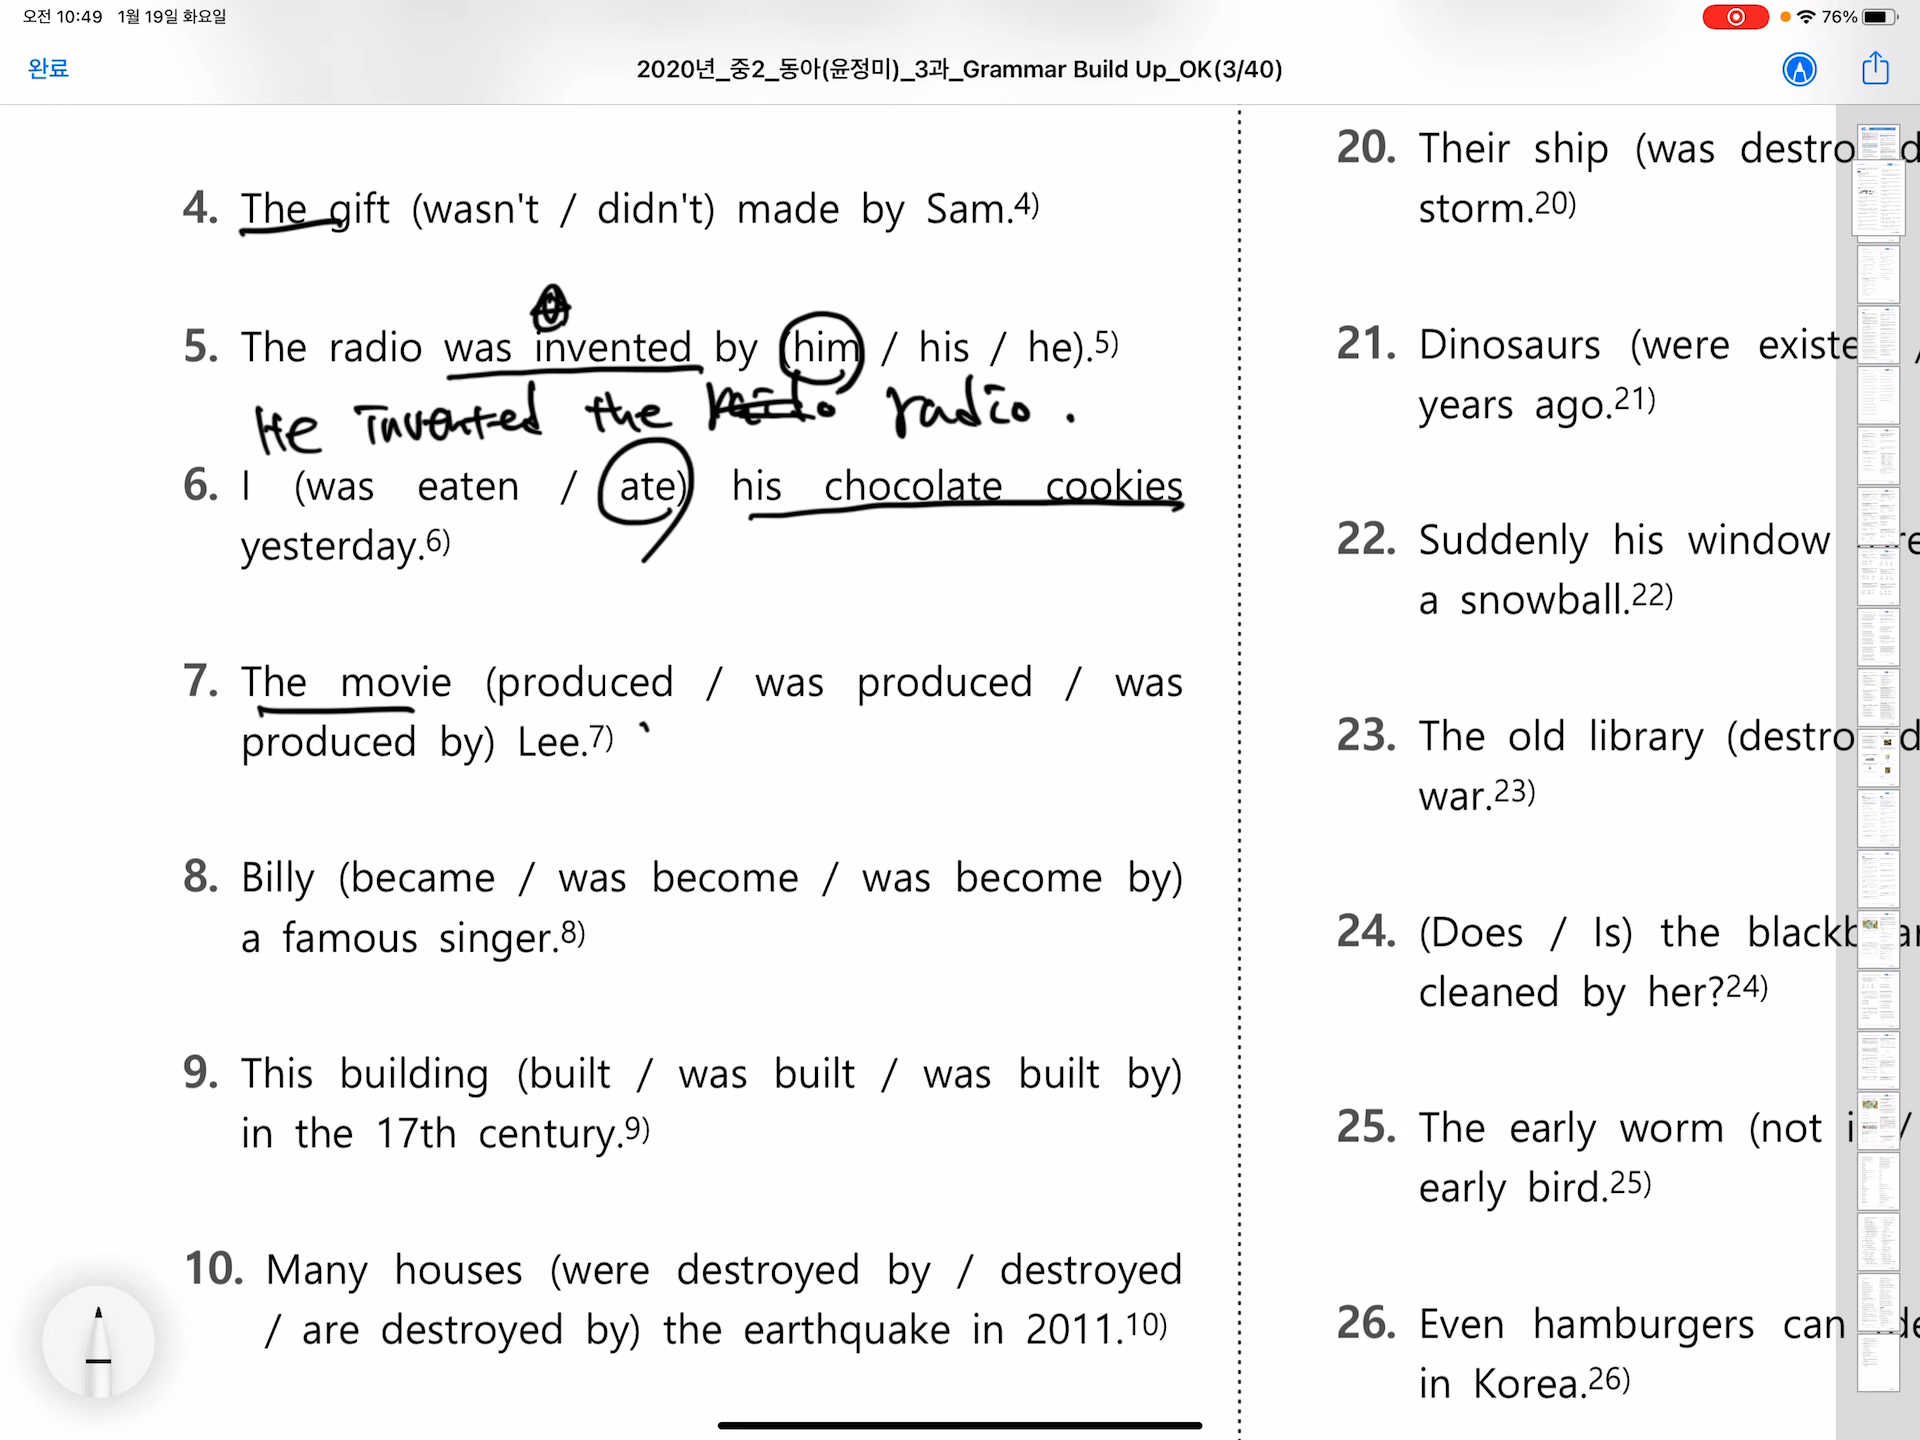 오전 10:49 1월 19일 화요일
76%
완료
2020년_중2_동아(윤정미)_3과_Grammar Build Up_OK(3/40)
4. The gift (wasn't / didn't) made by Sam.4)
5. The radio was invented by (him / his / he).5)
He invented the radio.
6. I (was eaten / ate) his chocolate cookies
yesterday.6)
7. The movie (produced / was produced / was
produced by) Lee.7)
8. Billy (became / was become / was become by)
a famous singer.8)
9. This building (built / was built / was built by)
in the 17th century.9)
10. Many houses (were destroyed by / destroyed
/ are destroyed by) the earthquake in 2011.10)
20. Their ship (was
storm.20)
21. Dinosaurs (were
years ago.21)
22. Suddenly his window
a snowball.22)
23. The old library
war.23)
24. (Does / Is) the
cleaned by her?24)
25. The early worm (not
early bird.25)
26. Even hamburgers can
in Korea.26)